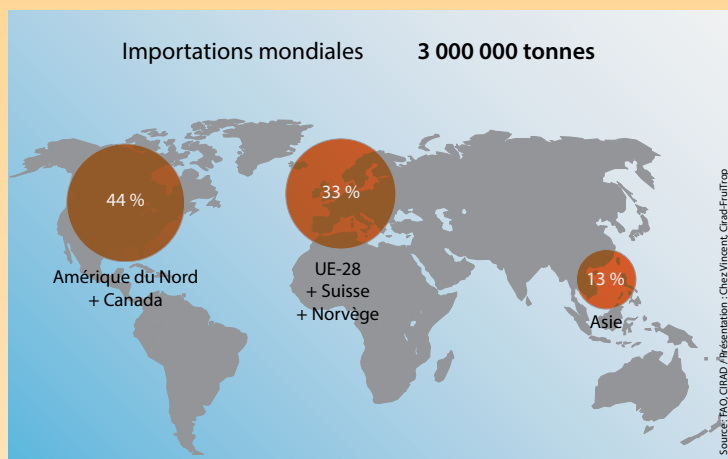 Importations mondiales 3 000 000 tonnes
44 %
Amérique du Nord
+ Canada
33 %
UE-28
+ Suisse
+ Norvège
13 %
Asie
Source : FAO, CIRAD / Présentation : Chez Vincent, Cirad-FruiTrop